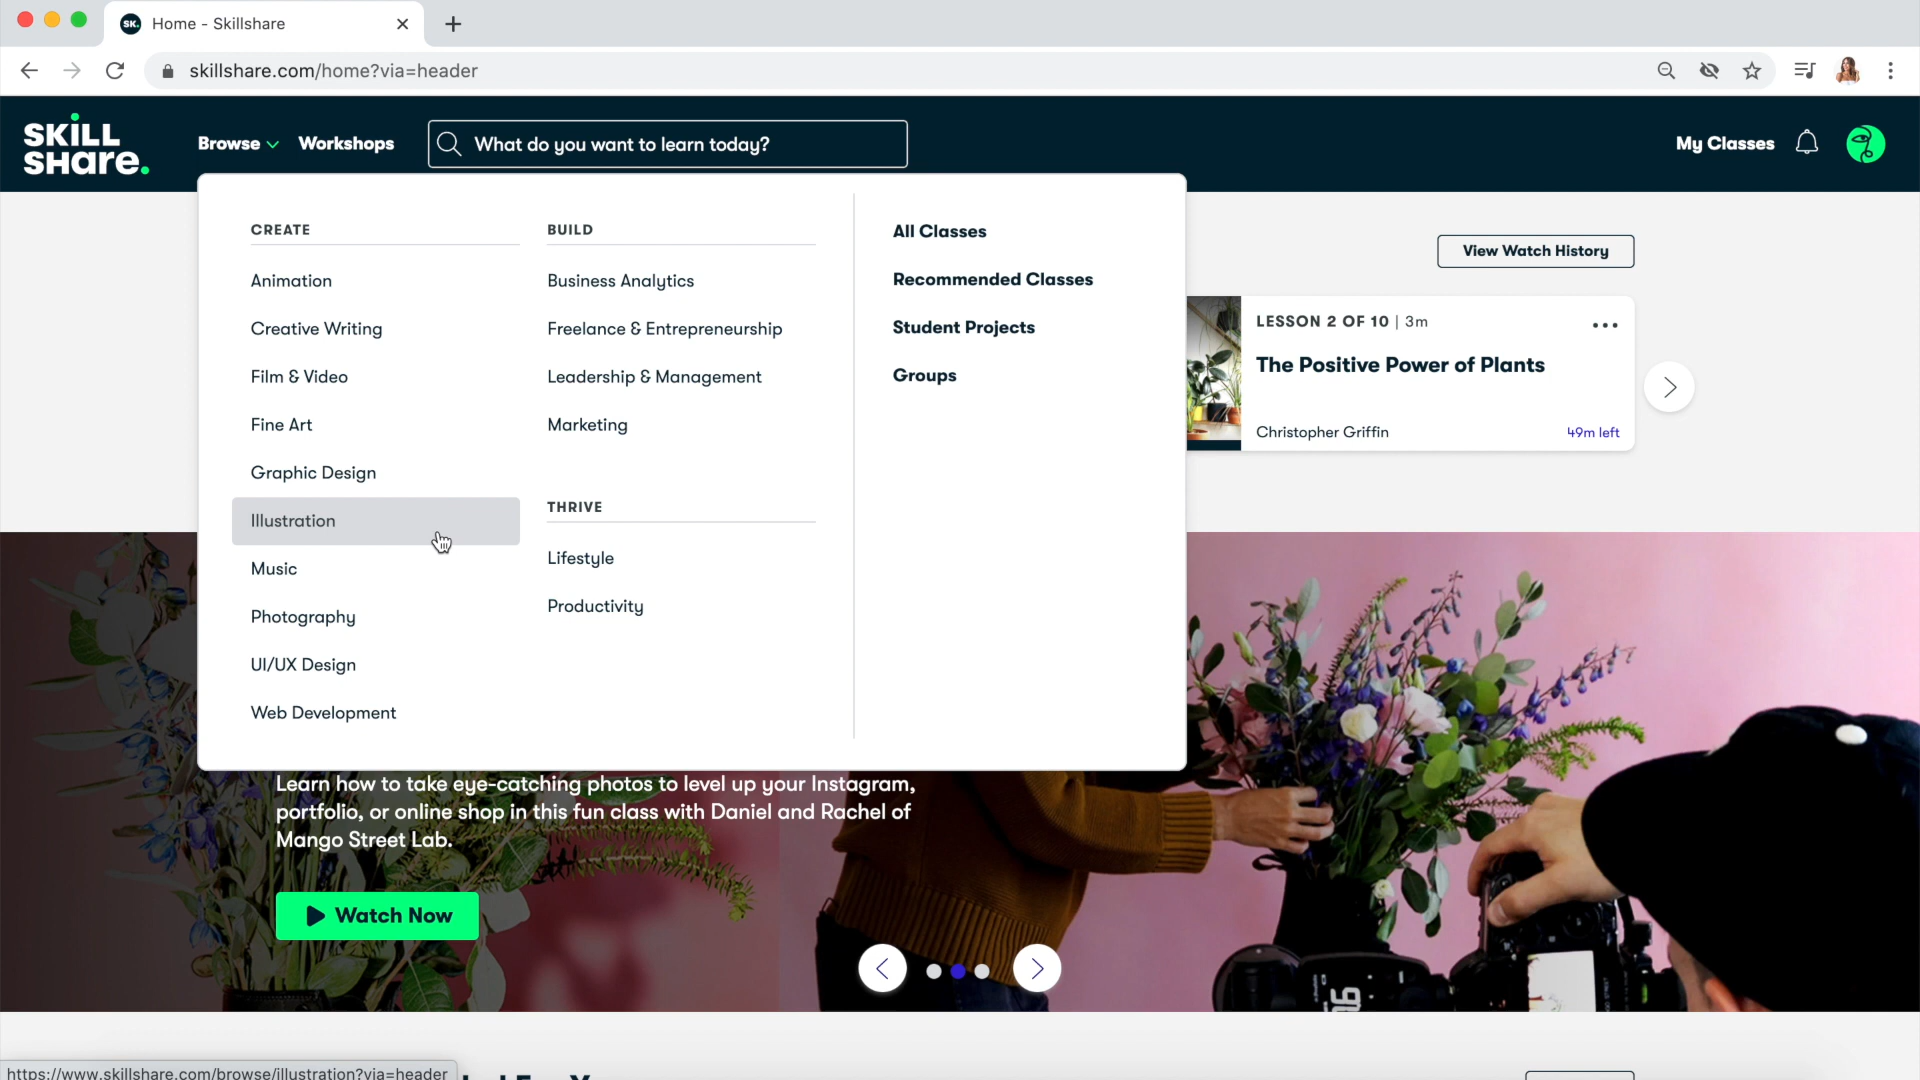 SK.
Home - Skillshare
skillshare.com/home?via=header
SKILL
SHARE.
Browse
Workshops
What do you want to learn today?
My Classes
CREATE
Animation
Creative Writing
Film & Video
Fine Art
Graphic Design
Illustration
Music
Photography
UI/UX Design
Web Development
BUILD
Business Analytics
Freelance & Entrepreneurship
Leadership & Management
Marketing
THRIVE
Lifestyle
Productivity
All Classes
Recommended Classes
Student Projects
Groups
View Watch History
LESSON 2 OF 10 | 3m
The Positive Power of Plants
Christopher Griffin
49m left
Learn how to take eye-catching photos to level up your Instagram,
portfolio, or online shop in this fun class with Daniel and Rachel of
Mango Street Lab.
Watch Now
https://www.skillshare.com/browse/illustration?via=header